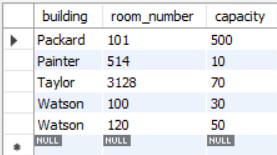 building room_number capacity
Packard 101 500
Painter 514 10
Taylor 3128 70
Watson 100 30
Watson 120 50
NULL NULL NULL